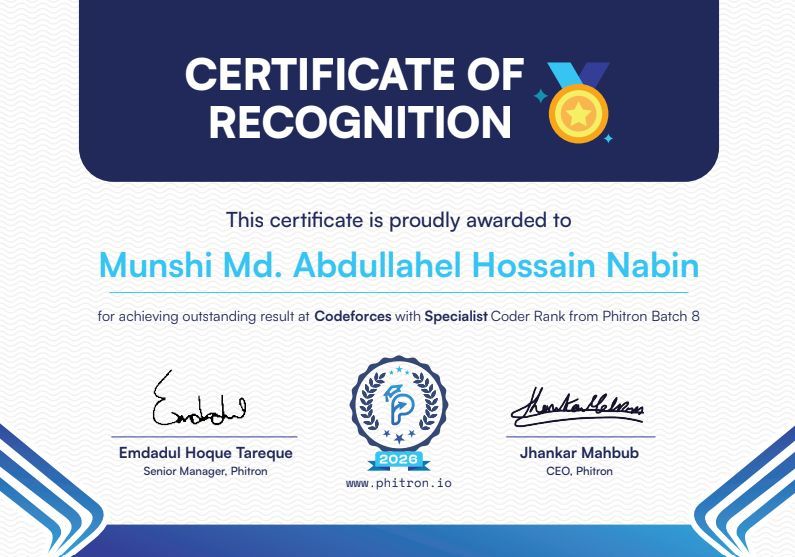 CERTIFICATE OF
RECOGNITION
This certificate is proudly awarded to
Munshi Md. Abdullahel Hossain Nabin
for achieving outstanding result at Codeforces with Specialist Coder Rank from Phitron Batch 8
Emdadul Hoque Tareque
Senior Manager, Phitron
2026
www.phitron.io
Jhankar Mahbub
CEO, Phitron